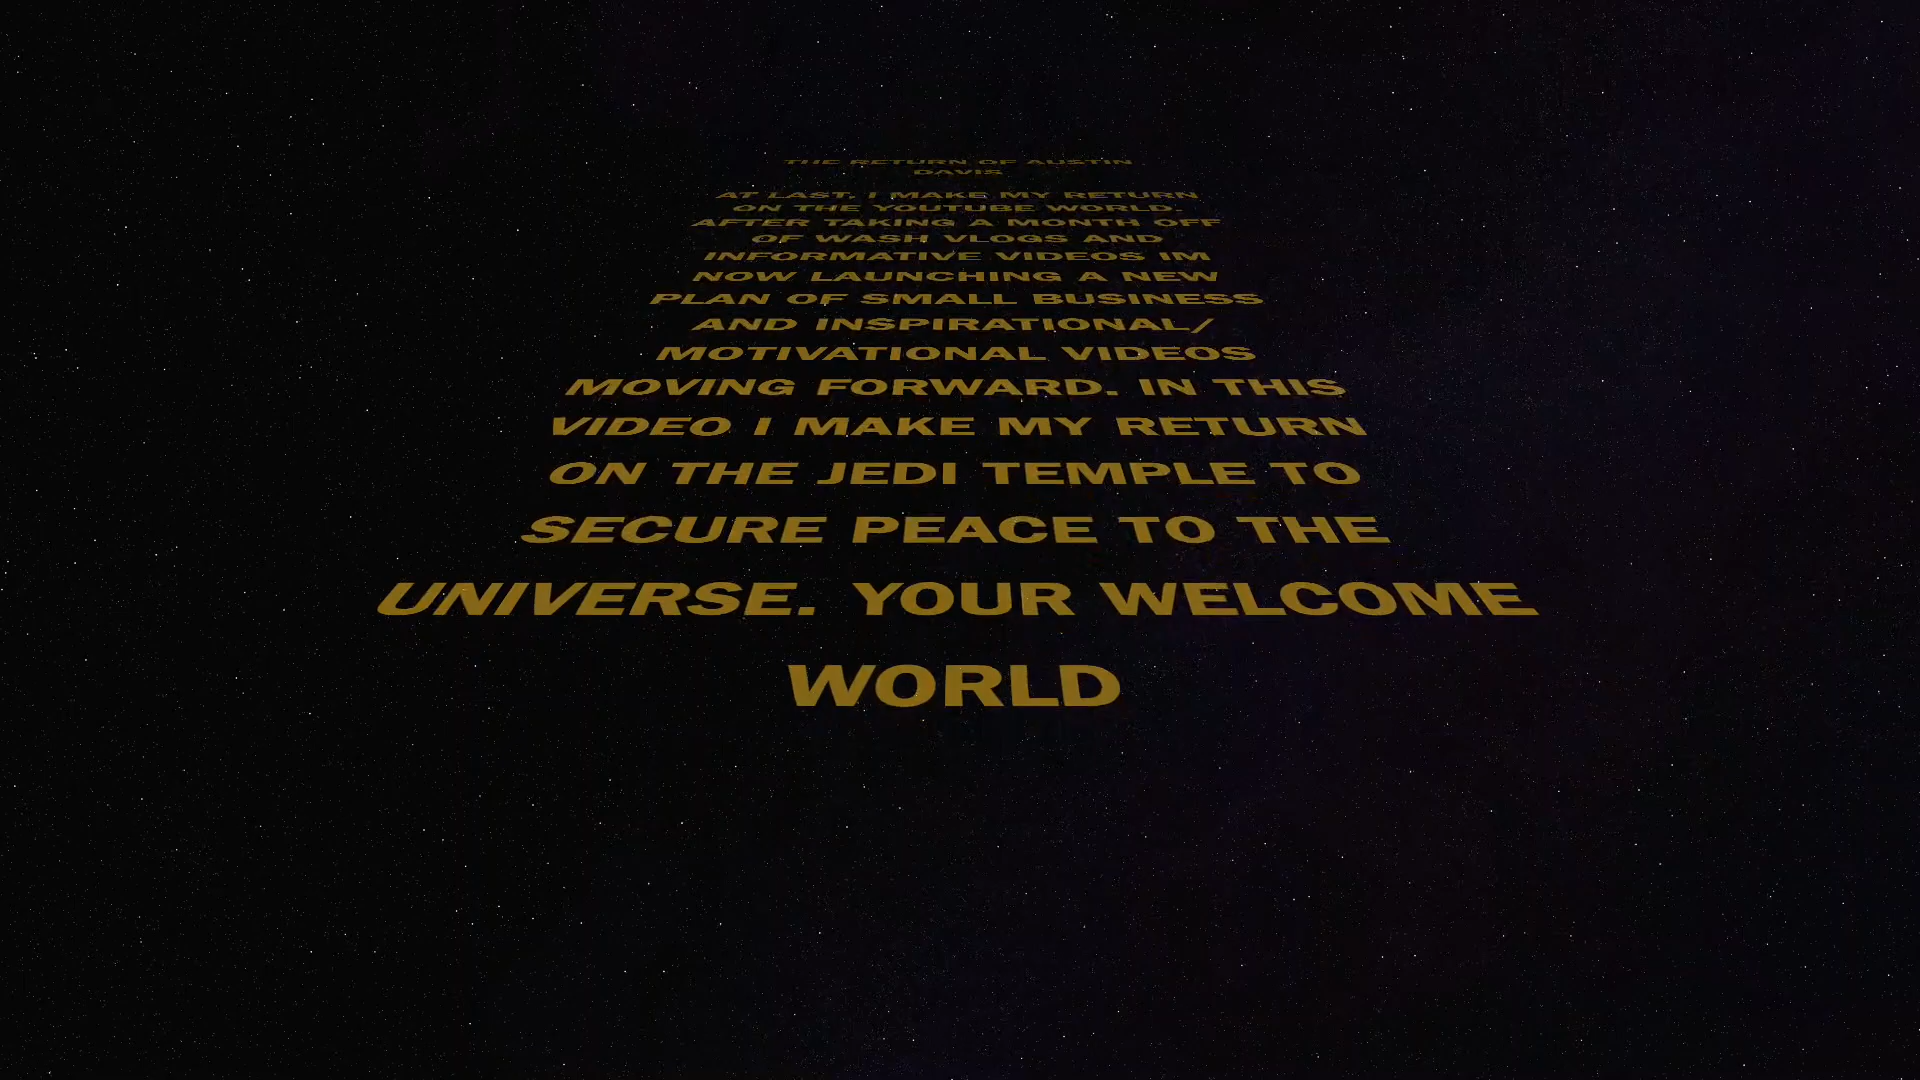 THE RETURN OF AUSTIN
DAVIS
AT LAST, I MAKE MY RETURN
ON THE YOUTUBE WORLD.
AFTER TAKING A MONTH OFF
OF WASH VLOGS AND
INFORMATIVE VIDEOS IM
NOW LAUNCHING A NEW
PLAN OF SMALL BUSINESS
AND INSPIRATIONAL/
MOTIVATIONAL VIDEOS
MOVING FORWARD. IN THIS
VIDEO I MAKE MY RETURN
ON THE JEDI TEMPLE TO
SECURE PEACE TO THE
UNIVERSE. YOUR WELCOME
WORLD